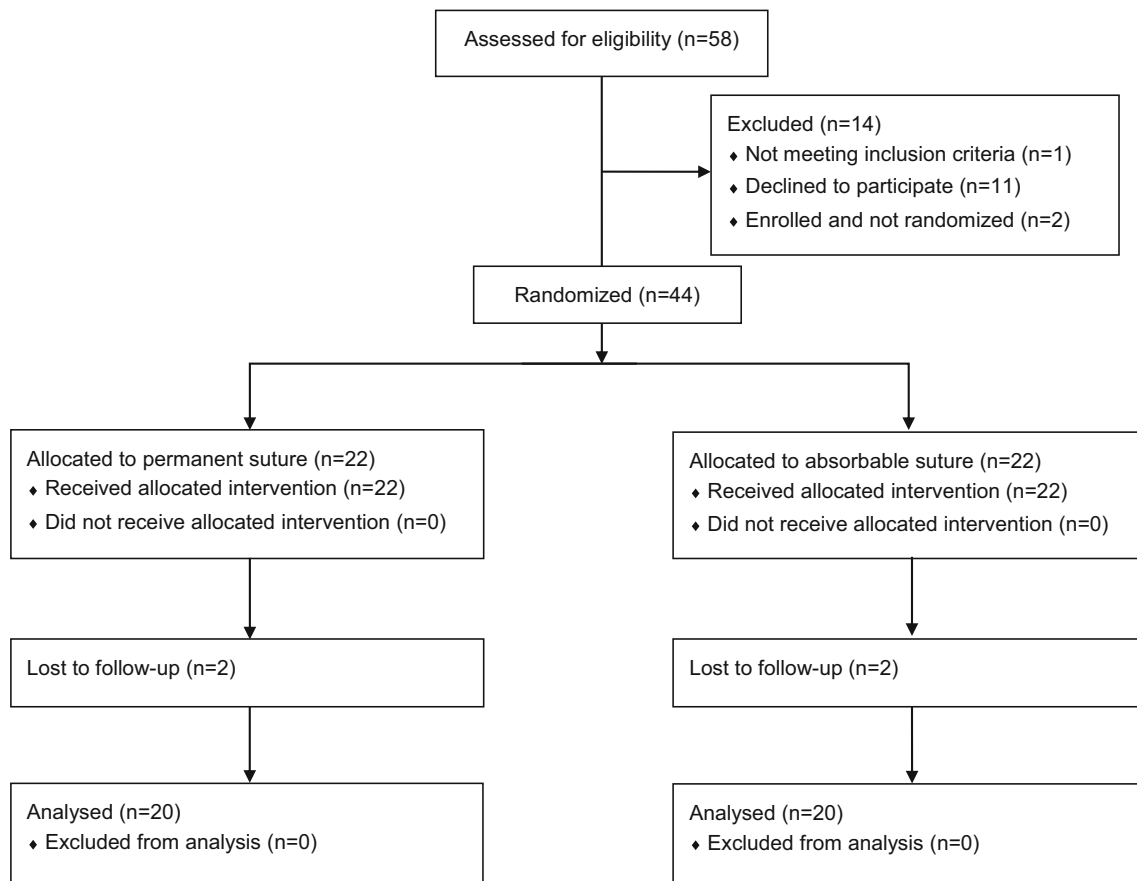 Assessed for eligibility (n=58)
Excluded (n=14)
♦ Not meeting inclusion criteria (n=1)
♦ Declined to participate (n=11)
♦ Enrolled and not randomized (n=2)
Randomized (n=44)
Allocated to permanent suture (n=22)
♦ Received allocated intervention (n=22)
♦ Did not receive allocated intervention (n=0)
Allocated to absorbable suture (n=22)
♦ Received allocated intervention (n=22)
♦ Did not receive allocated intervention (n=0)
Lost to follow-up (n=2)
Lost to follow-up (n=2)
Analysed (n=20)
♦ Excluded from analysis (n=0)
Analysed (n=20)
♦ Excluded from analysis (n=0)